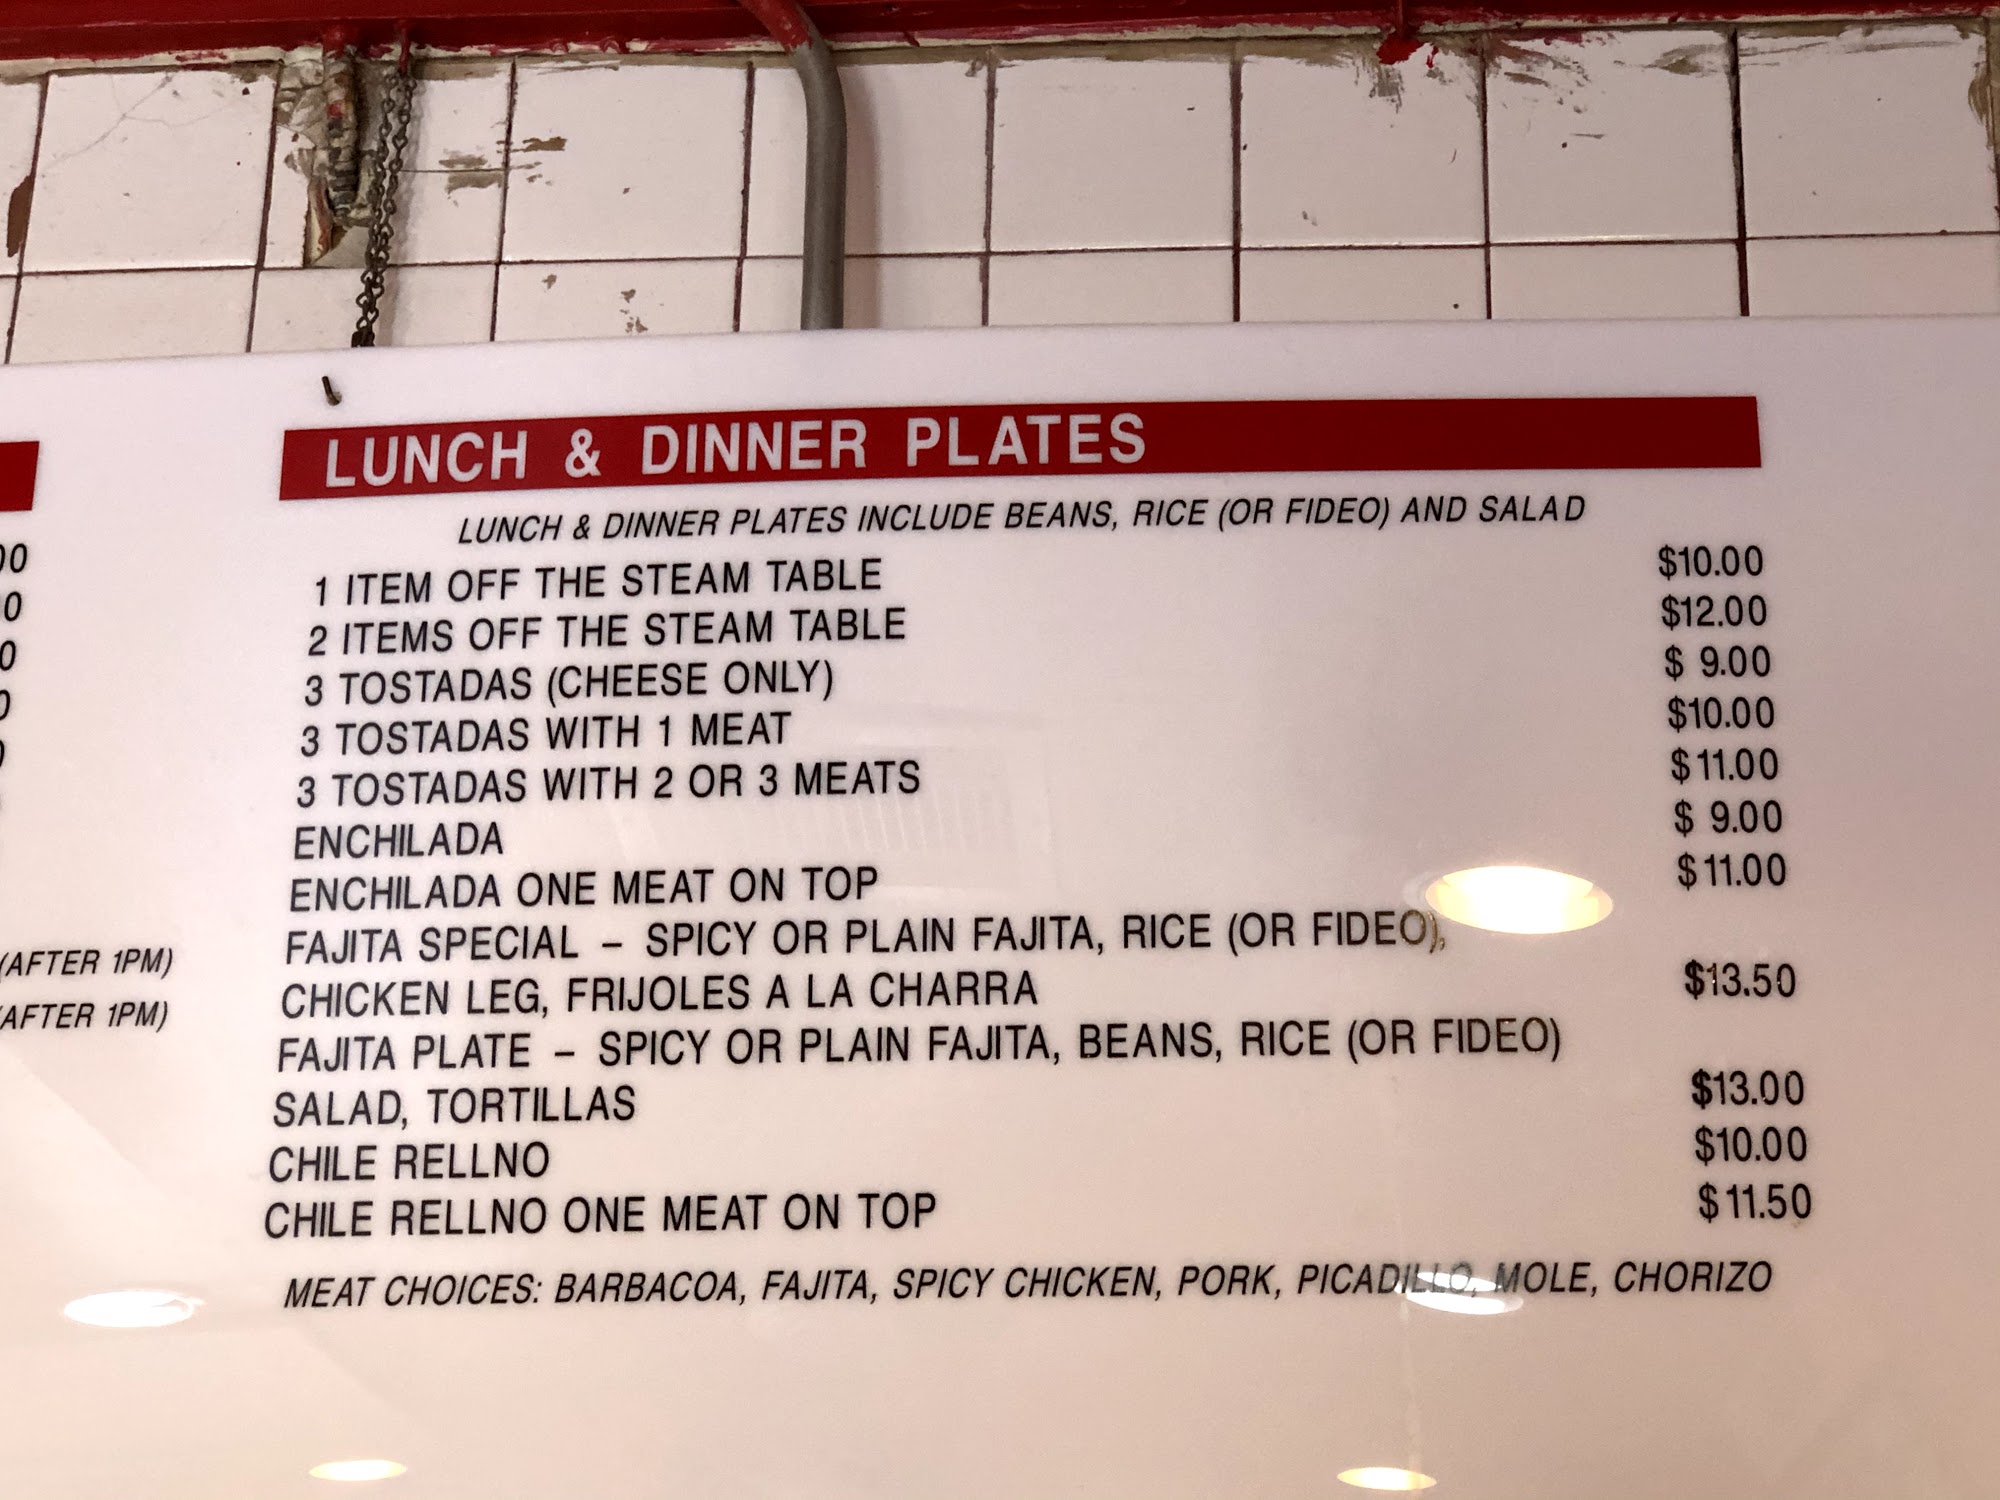 LUNCH & DINNER PLATES
LUNCH & DINNER PLATES INCLUDE BEANS, RICE (OR FIDEO) AND SALAD
1 ITEM OFF THE STEAM TABLE $10.00
2 ITEMS OFF THE STEAM TABLE $12.00
3 TOSTADAS (CHEESE ONLY) $ 9.00
3 TOSTADAS WITH 1 MEAT $10.00
3 TOSTADAS WITH 2 OR 3 MEATS $11.00
ENCHILADA $ 9.00
ENCHILADA ONE MEAT ON TOP $11.00
FAJITA SPECIAL – SPICY OR PLAIN FAJITA, RICE (OR FIDEO),
CHICKEN LEG, FRIJOLES A LA CHARRA $13.50
FAJITA PLATE – SPICY OR PLAIN FAJITA, BEANS, RICE (OR FIDEO)
SALAD, TORTILLAS $13.00
CHILE RELLNO $10.00
CHILE RELLNO ONE MEAT ON TOP $11.50
MEAT CHOICES: BARBACOA, FAJITA, SPICY CHICKEN, PORK, PICADILLO, MOLE, CHORIZO
(AFTER 1PM)
(AFTER 1PM)